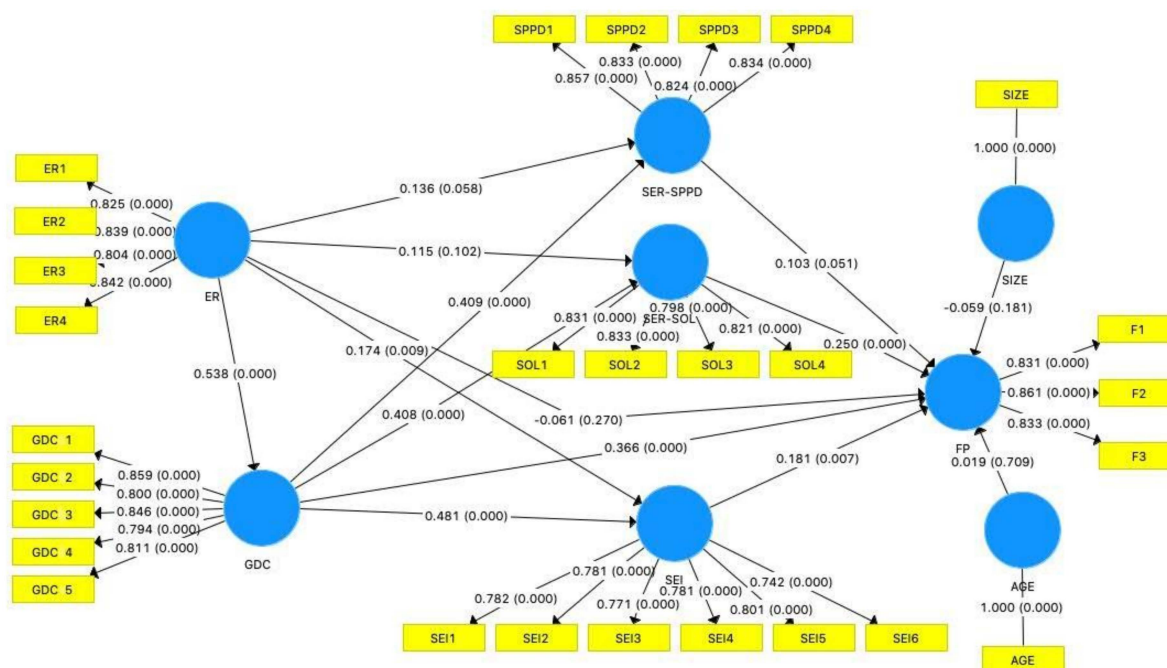 SPPD1
SPPD2
SPPD3
SPPD4
0.857 (0.000)
0.833 (0.000)
0.824 (0.000)
0.834 (0.000)
SER-SPPD
SIZE
1.000 (0.000)
SIZE
-0.059 (0.181)
ER1
ER2
ER3
ER4
0.825 (0.000)
0.839 (0.000)
0.804 (0.000)
0.842 (0.000)
ER
0.136 (0.058)
0.115 (0.102)
0.409 (0.000)
0.174 (0.009)
0.538 (0.000)
0.408 (0.000)
-0.061 (0.270)
0.366 (0.000)
0.481 (0.000)
0.103 (0.051)
0.250 (0.000)
0.181 (0.007)
SER-SOL
0.831 (0.000)
0.833 (0.000)
0.798 (0.000)
0.821 (0.000)
SOL1
SOL2
SOL3
SOL4
F1
F2
F3
0.831 (0.000)
0.861 (0.000)
0.833 (0.000)
FP
0.019 (0.709)
GDC 1
GDC 2
GDC 3
GDC 4
GDC 5
0.859 (0.000)
0.800 (0.000)
0.846 (0.000)
0.794 (0.000)
0.811 (0.000)
GDC
SEI
0.782 (0.000)
0.781 (0.000)
0.771 (0.000)
0.781 (0.000)
0.801 (0.000)
0.742 (0.000)
SEI1
SEI2
SEI3
SEI4
SEI5
SEI6
AGE
1.000 (0.000)
AGE